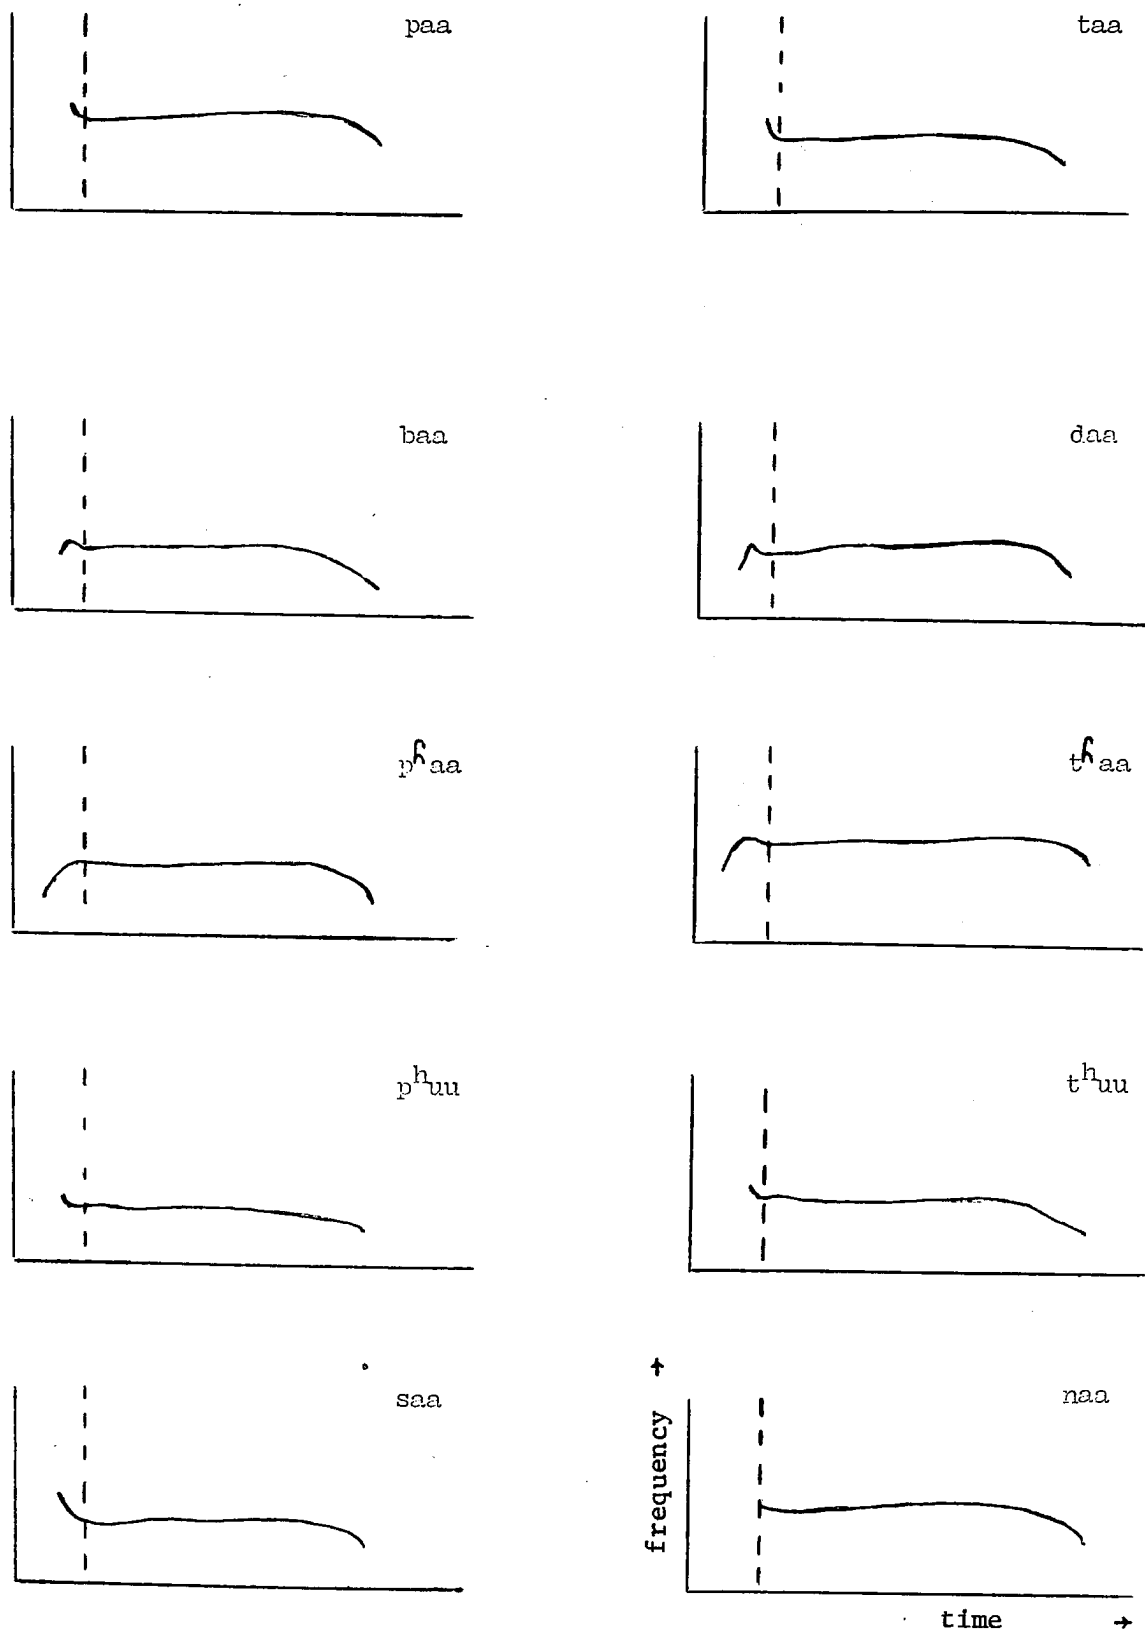 paa
taa
baa
daa
pʱaa
tʱaa
pʰuu
tʰuu
saa
naa
frequency →
time →